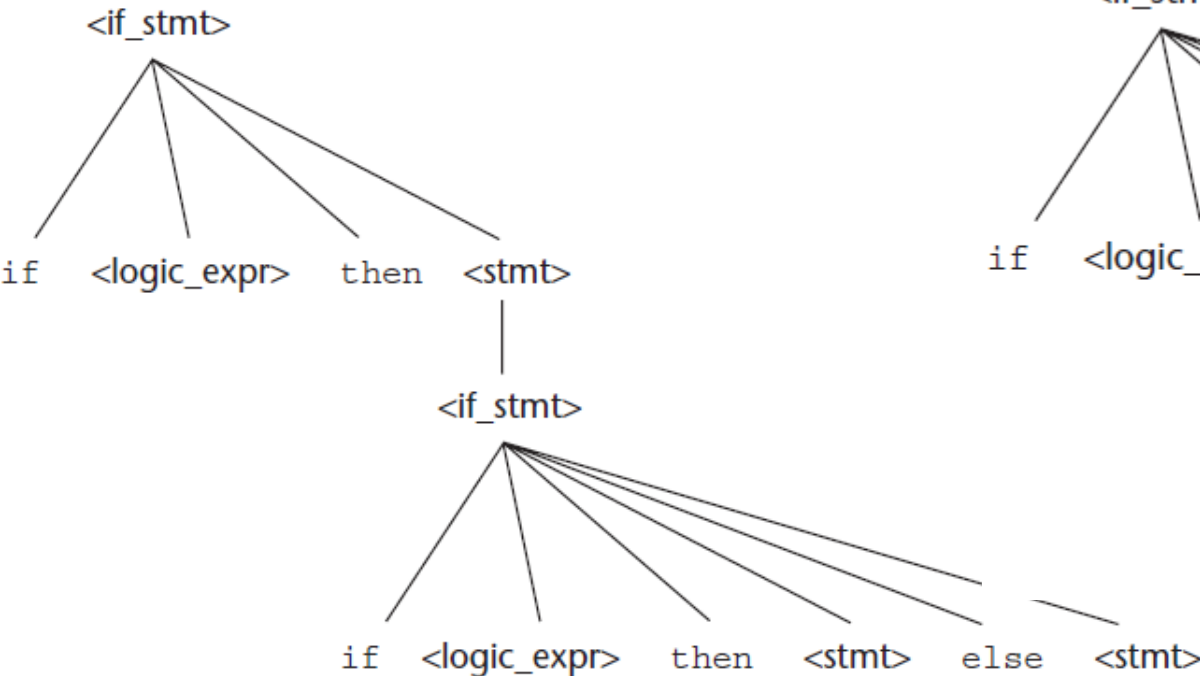 <if_stmt>
if <logic_expr> then <stmt>
if <logic_
<if_stmt>
if <logic_expr> then <stmt> else <stmt>